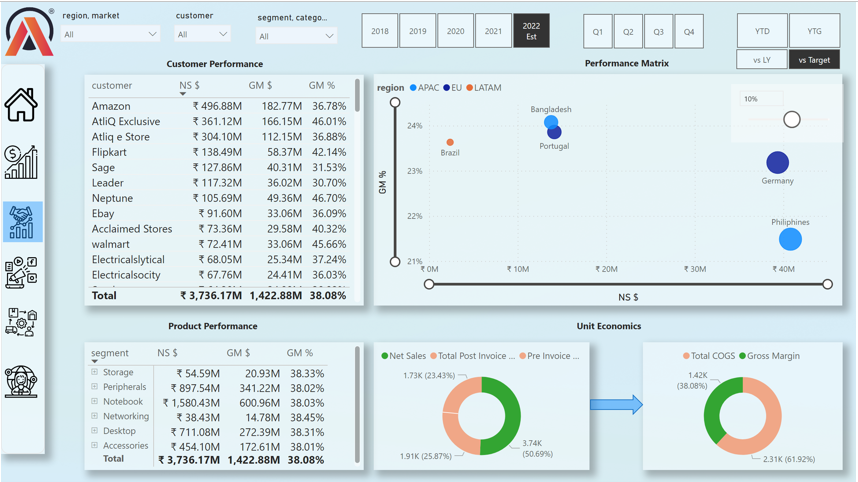 region, market
customer
segment, catego...
All
All
All
2018
2019
2020
2021
2022
Est
Q1
Q2
Q3
Q4
YTD
YTG
vs LY
vs Target
Customer Performance
customer NS $ GM $ GM %
Amazon ₹ 496.88M 182.77M 36.78%
AtliQ Exclusive ₹ 361.12M 166.15M 46.01%
Atliq e Store ₹ 304.10M 112.15M 36.88%
Flipkart ₹ 138.49M 58.37M 42.14%
Sage ₹ 127.86M 40.31M 31.53%
Leader ₹ 117.32M 36.02M 30.70%
Neptune ₹ 105.69M 49.36M 46.70%
Ebay ₹ 91.60M 33.06M 36.09%
Acclaimed Stores ₹ 73.36M 29.58M 40.32%
walmart ₹ 72.41M 33.06M 45.66%
Electricalslytical ₹ 68.05M 25.34M 37.24%
Electricalsocity ₹ 67.76M 24.41M 36.03%
Total ₹ 3,736.17M 1,422.88M 38.08%
Performance Matrix
region APAC EU LATAM
10%
GM %
24%
23%
22%
21%
Bangladesh
Portugal
Brazil
Germany
Philiphines
₹ 0M ₹ 10M ₹ 20M ₹ 30M ₹ 40M
NS $
Product Performance
segment NS $ GM $ GM %
Storage ₹ 54.59M 20.93M 38.33%
Peripherals ₹ 897.54M 341.22M 38.02%
Notebook ₹ 1,580.43M 600.96M 38.03%
Networking ₹ 38.43M 14.78M 38.45%
Desktop ₹ 711.08M 272.39M 38.31%
Accessories ₹ 454.10M 172.61M 38.01%
Total ₹ 3,736.17M 1,422.88M 38.08%
Unit Economics
Net Sales Total Post Invoice ... Pre Invoice ...
1.73K (23.43%)
1.91K (25.87%)
3.74K
(50.69%)
Total COGS Gross Margin
1.42K
(38.08%)
2.31K (61.92%)